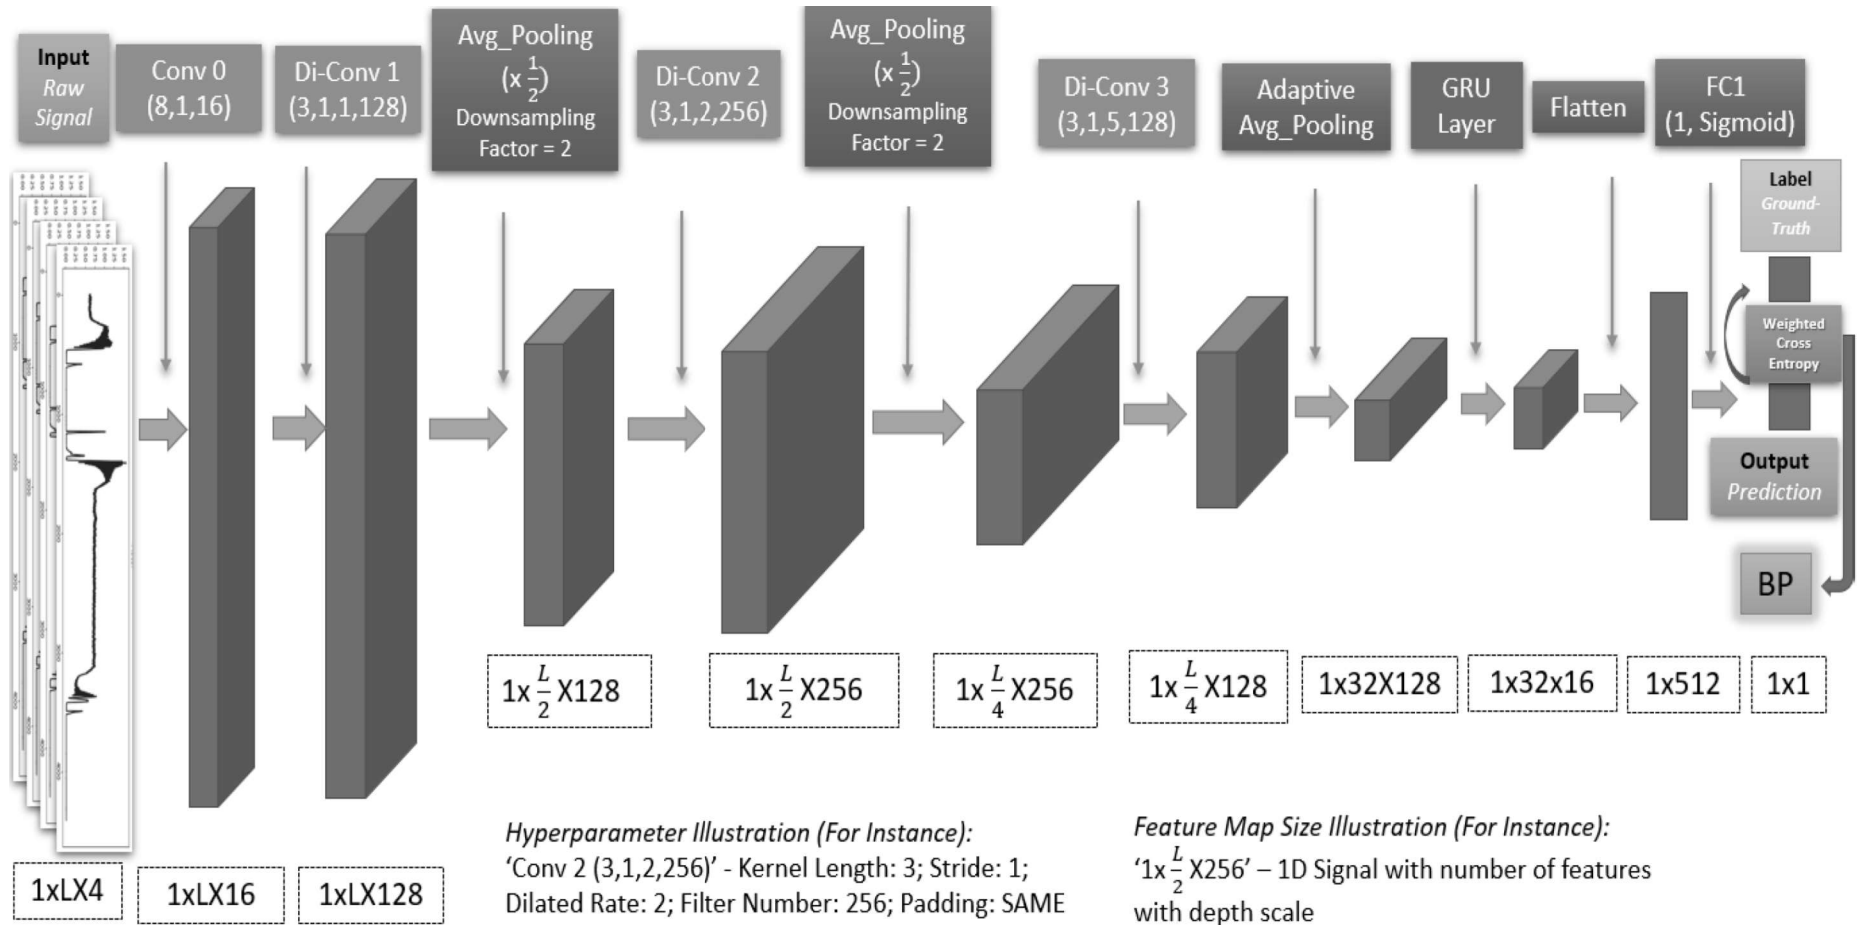 Input
Raw
Signal
Conv 0
(8,1,16)
Di-Conv 1
(3,1,1,128)
Avg_Pooling
(x 1/2)
Downsampling
Factor = 2
Di-Conv 2
(3,1,2,256)
Avg_Pooling
(x 1/2)
Downsampling
Factor = 2
Di-Conv 3
(3,1,5,128)
Adaptive
Avg_Pooling
GRU
Layer
Flatten
FC1
(1, Sigmoid)
Label
Ground-
Truth
Weighted
Cross
Entropy
Output
Prediction
BP
1xLX4
1xLX16
1xLX128
1x L/2 X128
1x L/2 X256
1x L/4 X256
1x L/4 X128
1x32X128
1x32x16
1x512
1x1
Hyperparameter Illustration (For Instance):
‘Conv 2 (3,1,2,256)’ - Kernel Length: 3; Stride: 1;
Dilated Rate: 2; Filter Number: 256; Padding: SAME
Feature Map Size Illustration (For Instance):
‘1x L/2 X256’ – 1D Signal with number of features
with depth scale